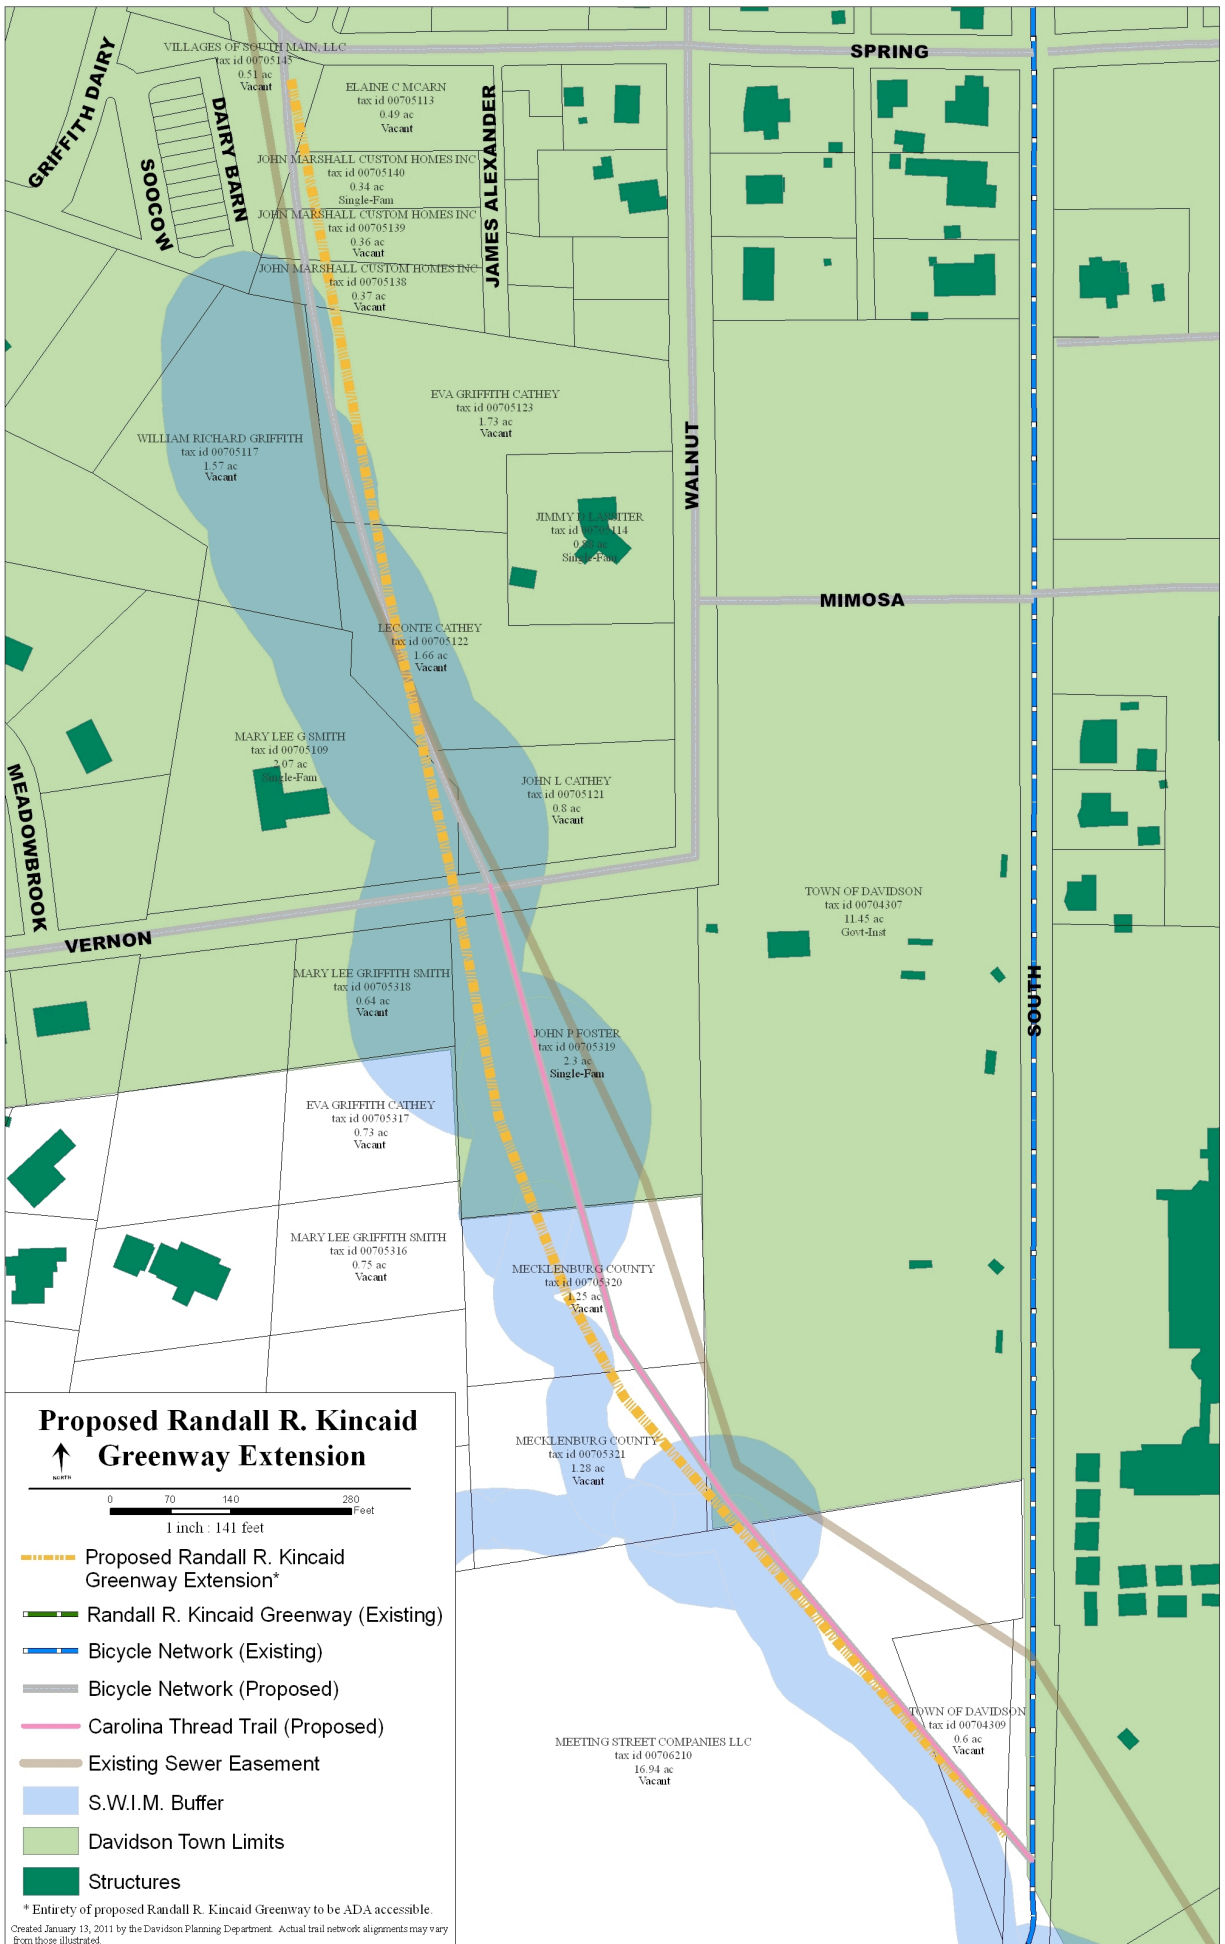 VILLAGES OF SOUTH MAIN, LLC
tax id 00705145
0.51 ac
Vacant
SPRING
GRIFFITH DAIRY
DAIRY BARN
SOOCOW
ELAINE C MCARN
tax id 00705113
0.49 ac
Vacant
JAMES ALEXANDER
JOHN MARSHALL CUSTOM HOMES INC
tax id 00705140
0.34 ac
Single-Fam
JOHN MARSHALL CUSTOM HOMES INC
tax id 00705139
0.36 ac
Vacant
JOHN MARSHALL CUSTOM HOMES INC
tax id 00705138
0.37 ac
Vacant
EVA GRIFFITH CATHEY
tax id 00705123
1.73 ac
Vacant
WILLIAM RICHARD GRIFFITH
tax id 00705117
1.57 ac
Vacant
WALNUT
JIMMY D LASSITER
tax id 00705114
ac
Single-Fam
MIMOSA
LECONTE CATHEY
tax id 00705122
1.66 ac
Vacant
MARY LEE G SMITH
tax id 00705109
2.07 ac
Single-Fam
JOHN L CATHEY
tax id 00705121
0.8 ac
Vacant
MEADOWBROOK
VERNON
TOWN OF DAVIDSON
tax id 00704307
11.45 ac
Govt-Inst
SOUTH
MARY LEE GRIFFITH SMITH
tax id 00705318
0.64 ac
Vacant
JOHN P FOSTER
tax id 00705319
2.3 ac
Single-Fam
EVA GRIFFITH CATHEY
tax id 00705317
0.73 ac
Vacant
MARY LEE GRIFFITH SMITH
tax id 00705316
0.75 ac
Vacant
MECKLENBURG COUNTY
tax id 00705320
1.25 ac
Vacant
MECKLENBURG COUNTY
tax id 00705321
1.28 ac
Vacant
TOWN OF DAVIDSON
tax id 00704309
0.6 ac
Vacant
MEETING STREET COMPANIES LLC
tax id 00706210
16.94 ac
Vacant
Proposed Randall R. Kincaid
Greenway Extension
NORTH
0 70 140 280
Feet
1 inch : 141 feet
Proposed Randall R. Kincaid
Greenway Extension*
Randall R. Kincaid Greenway (Existing)
Bicycle Network (Existing)
Bicycle Network (Proposed)
Carolina Thread Trail (Proposed)
Existing Sewer Easement
S.W.I.M. Buffer
Davidson Town Limits
Structures
* Entirety of proposed Randall R. Kincaid Greenway to be ADA accessible.
Created January 13, 2011 by the Davidson Planning Department. Actual trail network alignments may vary
from those illustrated.